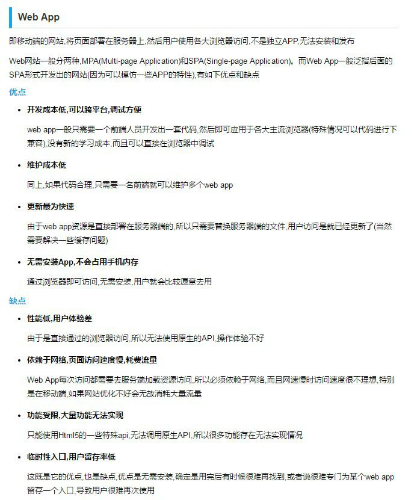 Web App
即移动端的网站,将页面部署在服务器上,然后用户使用各大浏览器访问,不是独立APP,无法安装和发布
Web网站一般分两种,MPA(Multi-page Application)和SPA(Single-page Application)。而Web App一般泛指后面的
SPA形式开发出的网站(因为可以模仿一些APP的特性),有如下优点和缺点
优点
开发成本低,可以跨平台,调试方便
web app一般只需要一个前端人员开发出一套代码,然后即可应用于各大主流浏览器(特殊情况可以代码进行下
兼容),没有新的学习成本,而且可以直接在浏览器中调试
维护成本低
同上,如果代码合理,只需要一名前端就可以维护多个web app
更新最为快速
由于web app资源是直接部署在服务器端的,所以只需要替换服务器端的文件,用户访问是就已经更新了(当然
需要解决一些缓存问题)
无需安装App,不会占用手机内存
通过浏览器即可访问,无需安装,用户就会比较愿意去用
缺点
性能低,用户体验差
由于是直接通过的浏览器访问,所以无法使用原生的API,操作体验不好
依赖于网络,页面访问速度慢,耗费流量
Web App每次访问都需要去服务端加载资源访问,所以必须依赖于网络,而且网速慢时访问速度很不理想,特别
是在移动端,如果网站优化不好会无故消耗大量流量
功能受限,大量功能无法实现
只能使用Html5的一些特殊api,无法调用原生API,所以很多功能存在无法实现情况
临时性入口,用户留存率低
这既是它的优点,也是缺点,优点是无需安装,确定是用完后有时候很难再找到,或者说很难专门为某个web app
留存一个入口,导致用户很难再次使用